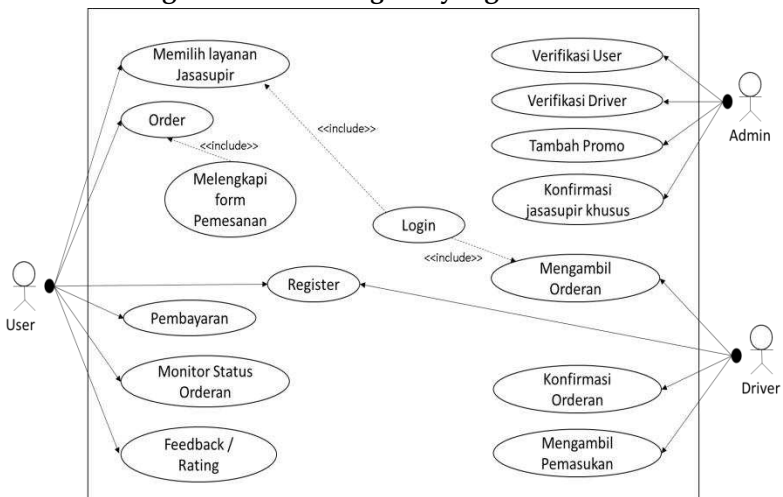 Memilih layanan
Jasasupir
Order
<<include>>
Melengkapi
form
Pemesanan
<<include>>
Login
<<include>>
Register
User
Pembayaran
Monitor Status
Orderan
Feedback /
Rating
Verifikasi User
Verifikasi Driver
Tambah Promo
Konfirmasi
jasasupir khusus
Admin
Mengambil
Orderan
Konfirmasi
Orderan
Mengambil
Pemasukan
Driver